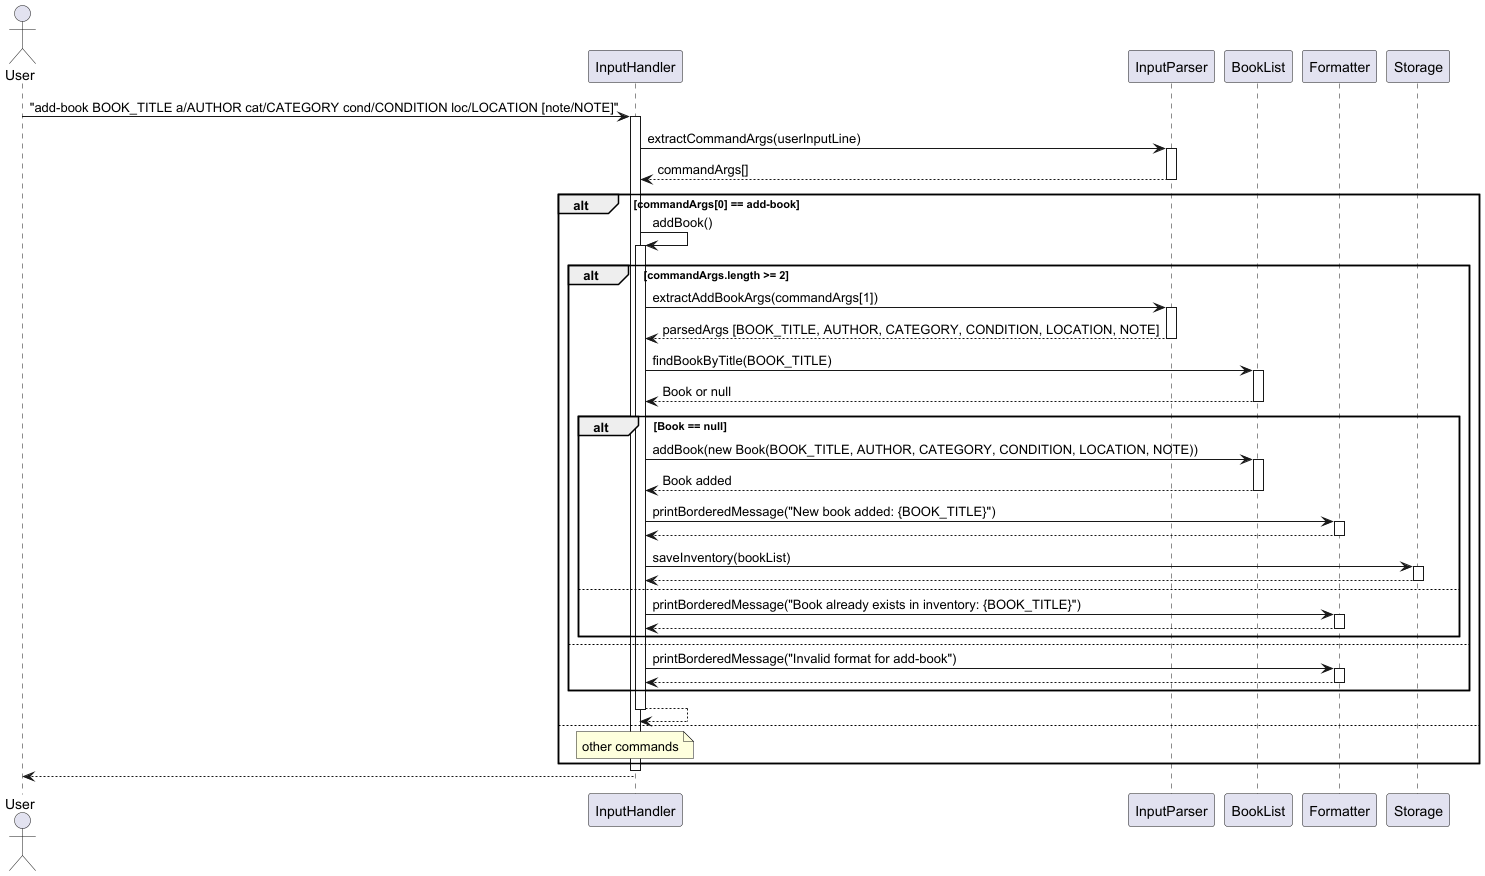 User
InputHandler
InputParser
BookList
Formatter
Storage
"add-book BOOK_TITLE a/AUTHOR cat/CATEGORY cond/CONDITION loc/LOCATION [note/NOTE]"
extractCommandArgs(userInputLine)
commandArgs[]
alt
[commandArgs[0] == add-book]
addBook()
alt
[commandArgs.length >= 2]
extractAddBookArgs(commandArgs[1])
parsedArgs [BOOK_TITLE, AUTHOR, CATEGORY, CONDITION, LOCATION, NOTE]
findBookByTitle(BOOK_TITLE)
Book or null
alt
[Book == null]
addBook(new Book(BOOK_TITLE, AUTHOR, CATEGORY, CONDITION, LOCATION, NOTE))
Book added
printBorderedMessage("New book added: {BOOK_TITLE}")
saveInventory(bookList)
printBorderedMessage("Book already exists in inventory: {BOOK_TITLE}")
printBorderedMessage("Invalid format for add-book")
other commands
User
InputHandler
InputParser
BookList
Formatter
Storage